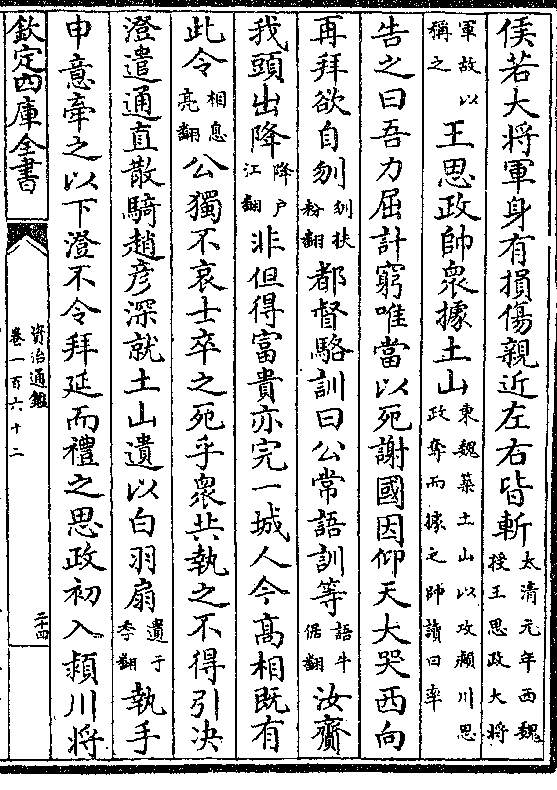 侯若大將軍身有損傷親近左右皆斬太清元年西魏授王思政大將
軍故以稱之王思政帥衆據土山東魏築土山以攻潁川思政奪而據之帥讀曰率
告之曰吾力屈計窮唯當以死謝國因仰天大哭西向
再拜欲自刎刎扶粉翻都督駱訓曰公常語訓等語牛倨翻汝齎
我頭出降降户江翻非但得富貴亦完一城人今髙相既有
此令相息亮翻公獨不哀士卒之死乎衆共執之不得引决
澄遣通直散騎趙彦深就土山遺以白羽扇遺于季翻執手
申意牽之以下澄不令拜延而禮之思政初入潁川將
欽定四庫全書
資治通鑑
卷一百六十二
二十四